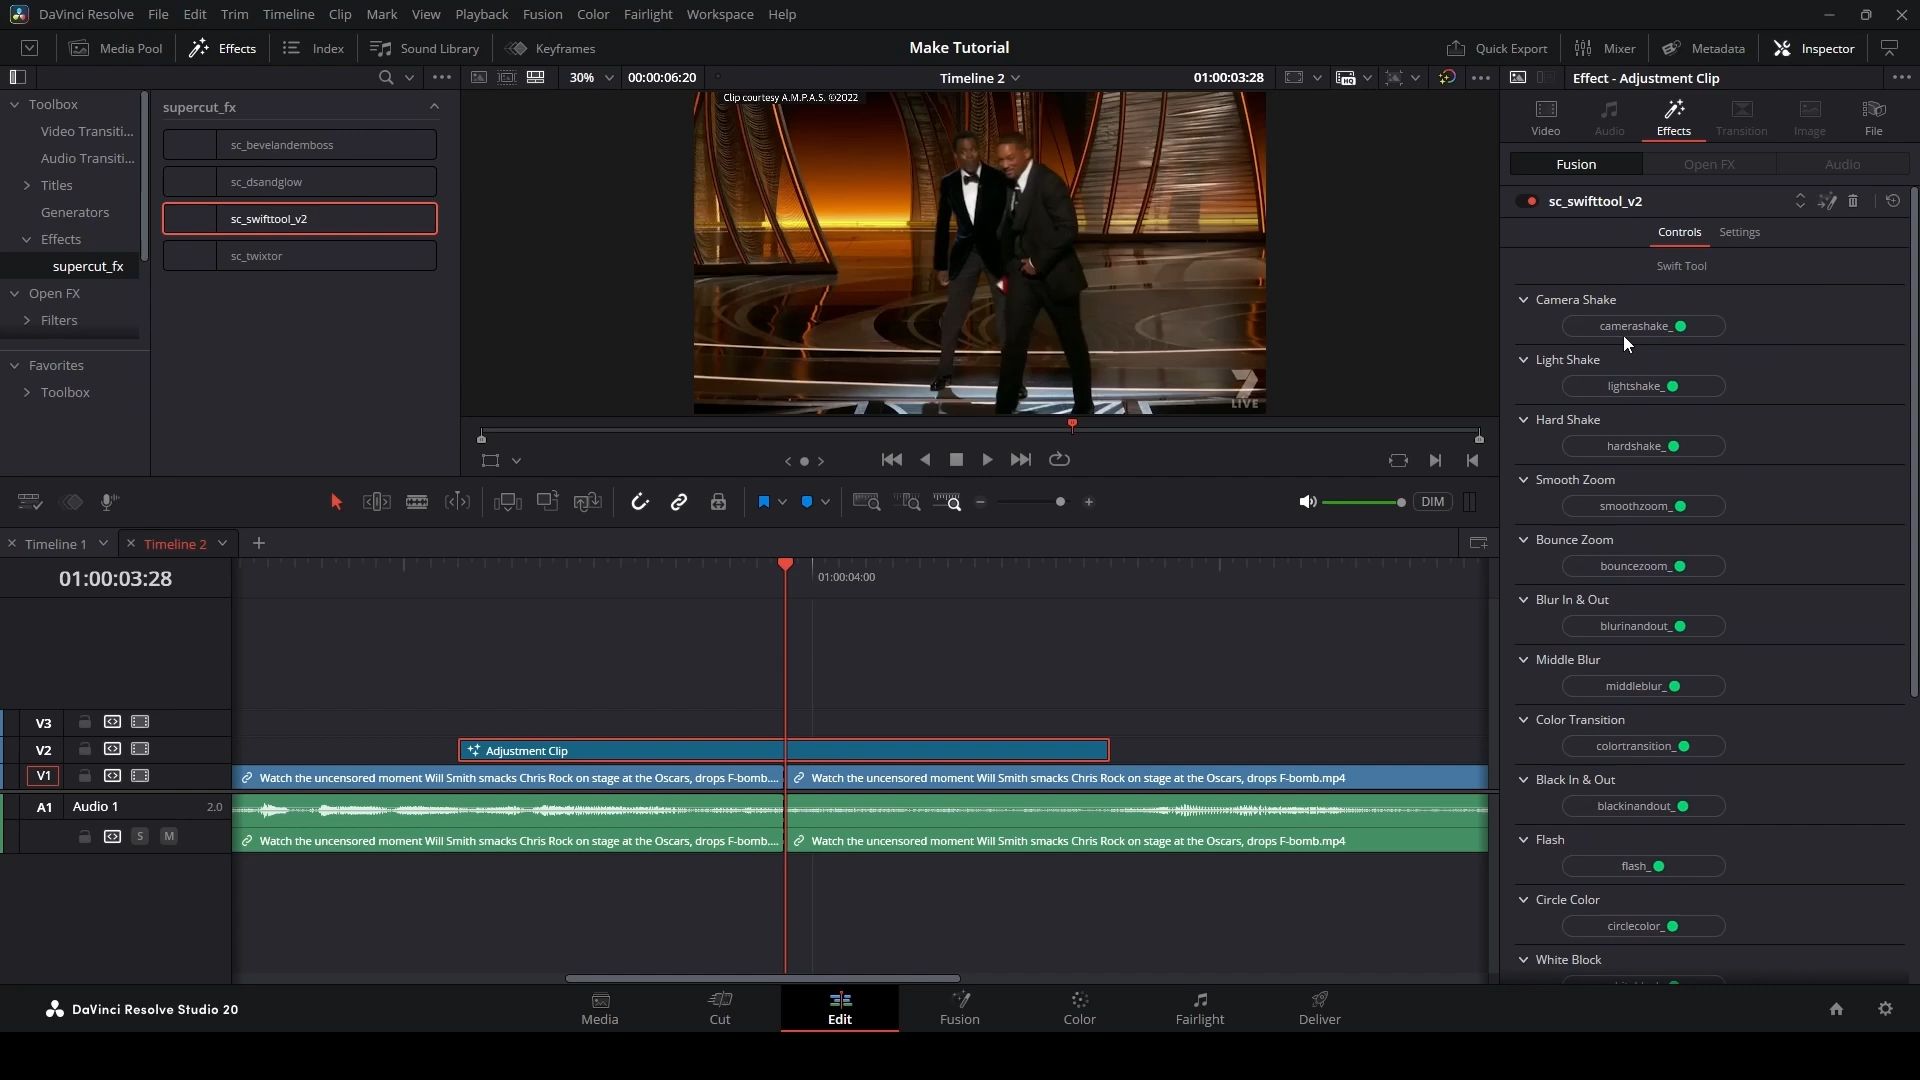 DaVinci Resolve File Edit Trim Timeline Clip Mark View Playback Fusion Color Fairlight Workspace Help
Media Pool Effects Index Sound Library Keyframes Make Tutorial Quick Export Mixer Metadata Inspector
30% 00:00:06:20 Timeline 2 01:00:03:28 Effect - Adjustment Clip
Toolbox
Video Transiti...
Audio Transiti...
Titles
Generators
Effects
supercut_fx
Open FX
Filters
Favorites
Toolbox
supercut_fx
sc_bevelandemboss
sc_dsandglow
sc_swifttool_v2
sc_twixtor
Clip courtesy A.M.P.A.S. ©2022
7
LIVE
Video Audio Effects Transition Image File
Fusion Open FX Audio
sc_swifttool_v2
Controls Settings
Swift Tool
Camera Shake
camerashake_
Light Shake
lightshake_
Hard Shake
hardshake_
Smooth Zoom
smoothzoom_
Bounce Zoom
bouncezoom_
Blur In & Out
blurinandout_
Middle Blur
middleblur_
Color Transition
colortransition_
Black In & Out
blackinandout_
Flash
flash_
Circle Color
circlecolor_
White Block
DIM
Timeline 1 Timeline 2
01:00:03:28
01:00:04:00
V3
V2 Adjustment Clip
V1 Watch the uncensored moment Will Smith smacks Chris Rock on stage at the Oscars, drops F-bomb.... Watch the uncensored moment Will Smith smacks Chris Rock on stage at the Oscars, drops F-bomb.mp4
A1 Audio 1 2.0
S M Watch the uncensored moment Will Smith smacks Chris Rock on stage at the Oscars, drops F-bomb.... Watch the uncensored moment Will Smith smacks Chris Rock on stage at the Oscars, drops F-bomb.mp4
DaVinci Resolve Studio 20 Media Cut Edit Fusion Color Fairlight Deliver